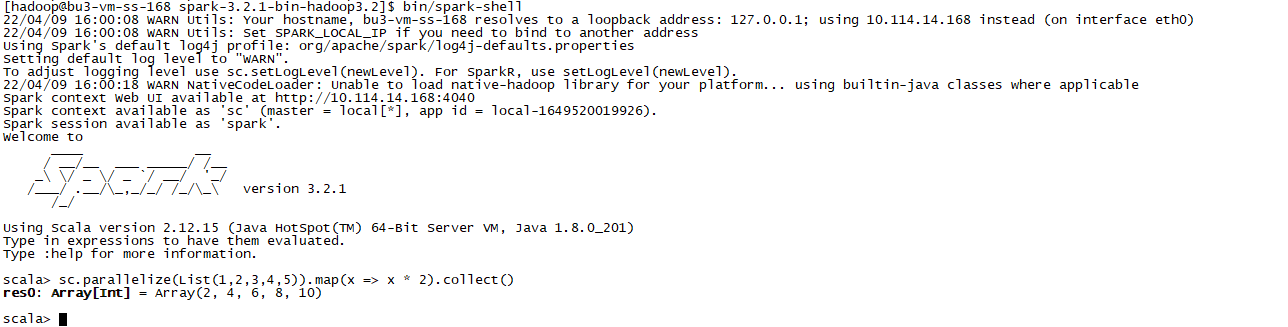 [hadoop@bu3-vm-ss-168 spark-3.2.1-bin-hadoop3.2]$ bin/spark-shell
22/04/09 16:00:08 WARN Utils: Your hostname, bu3-vm-ss-168 resolves to a loopback address: 127.0.0.1; using 10.114.14.168 instead (on interface eth0)
22/04/09 16:00:08 WARN Utils: Set SPARK_LOCAL_IP if you need to bind to another address
Using Spark's default log4j profile: org/apache/spark/log4j-defaults.properties
Setting default log level to "WARN".
To adjust logging level use sc.setLogLevel(newLevel). For SparkR, use setLogLevel(newLevel).
22/04/09 16:00:18 WARN NativeCodeLoader: Unable to load native-hadoop library for your platform... using builtin-java classes where applicable
Spark context Web UI available at http://10.114.14.168:4040
Spark context available as 'sc' (master = local[*], app id = local-1649520019926).
Spark session available as 'spark'.
Welcome to
      ____              __
     / __/__  ___ _____/ /__
    _\ \/ _ \/ _ `/ __/  '_/
   /___/ .__/\_,_/_/ /_/\_\   version 3.2.1
      /_/
Using Scala version 2.12.15 (Java HotSpot(TM) 64-Bit Server VM, Java 1.8.0_201)
Type in expressions to have them evaluated.
Type :help for more information.
scala> sc.parallelize(List(1,2,3,4,5)).map(x => x * 2).collect()
res0: Array[Int] = Array(2, 4, 6, 8, 10)
scala>